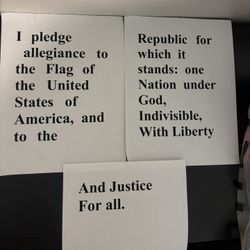 I pledge
allegiance to
the Flag of
the United
States of
America, and
to the
Republic for
which it
stands: one
Nation under
God,
Indivisible,
With Liberty
And Justice
For all.